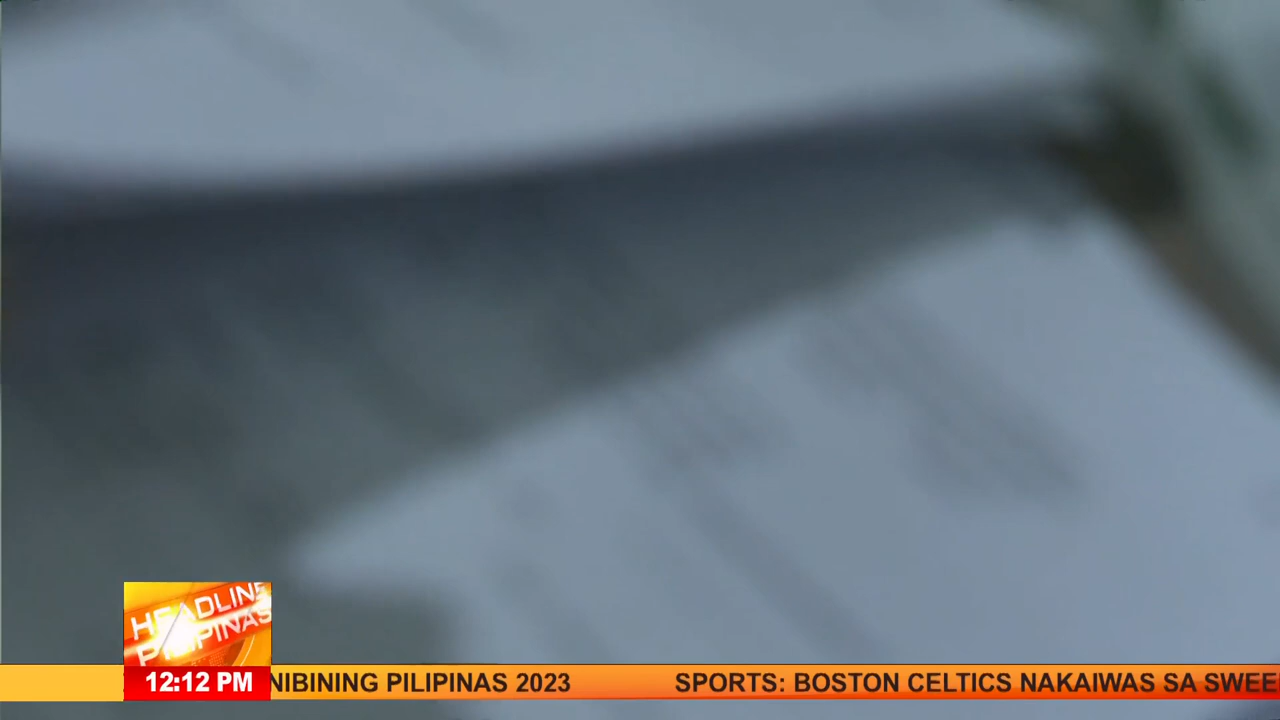 HEADLINE
PILIPINAS
12:12 PM
NIBINING PILIPINAS 2023 SPORTS: BOSTON CELTICS NAKAIWAS SA SWEE